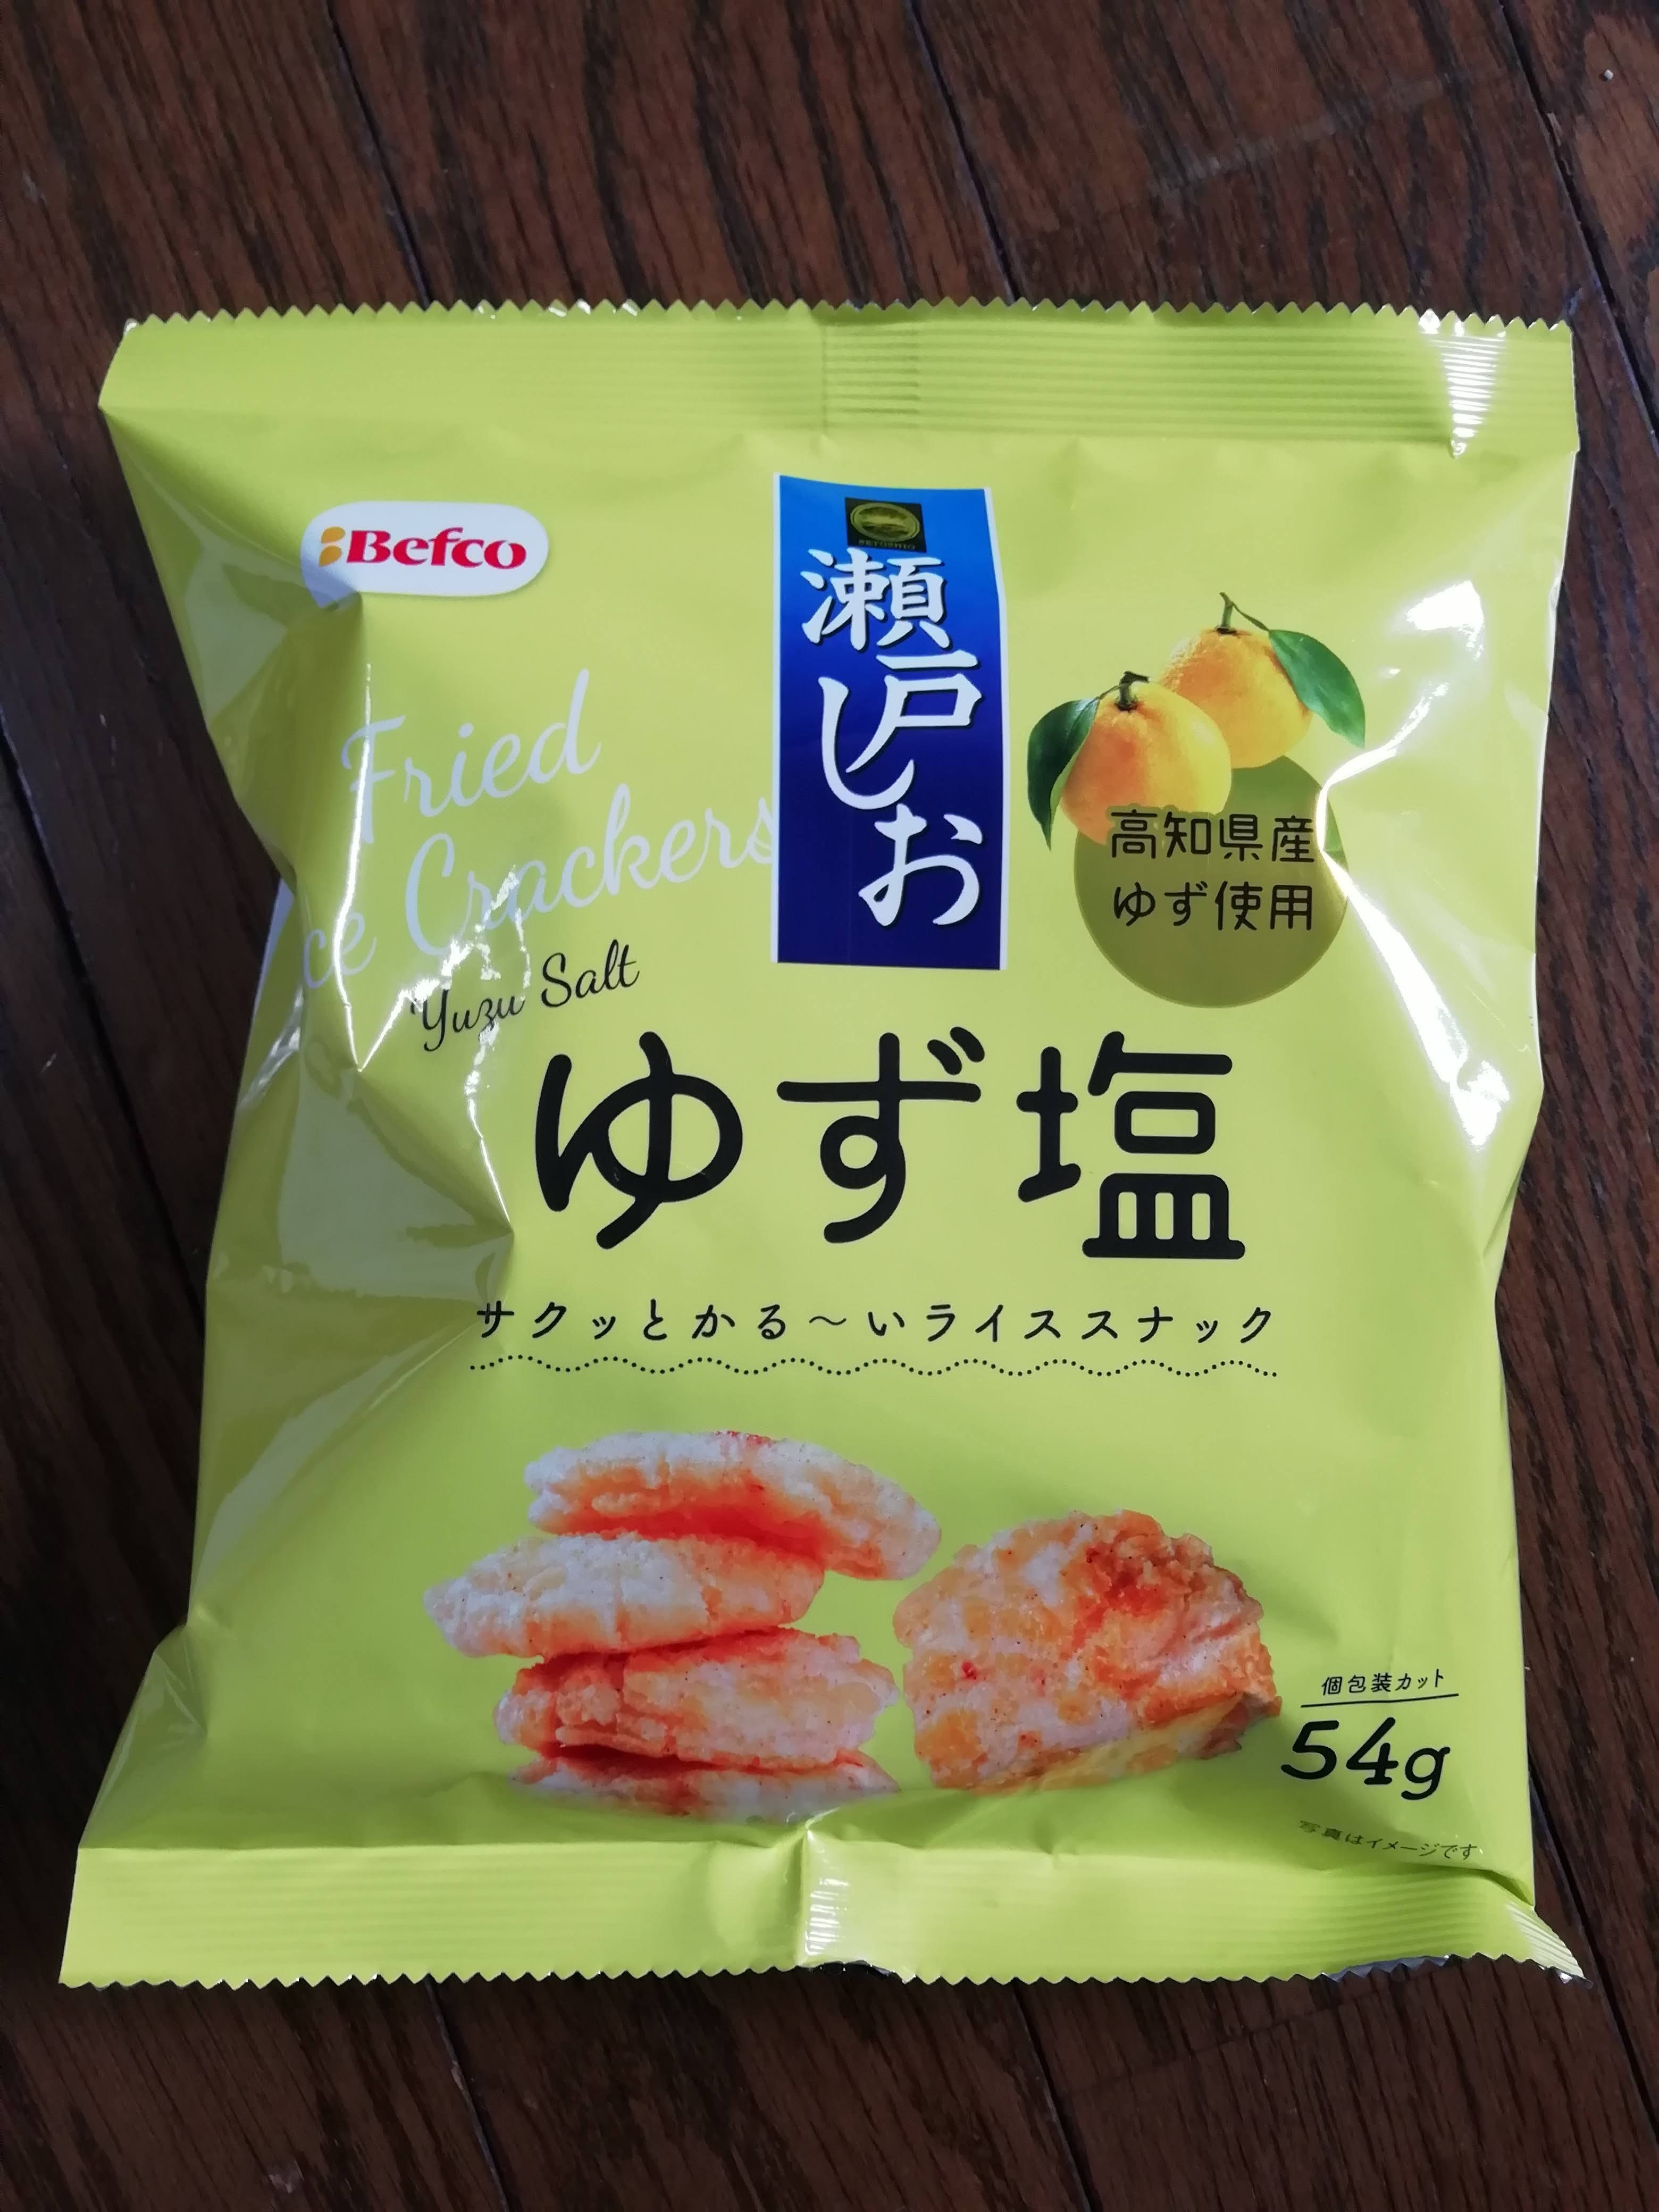 Befco
SETOSHIO
瀬戸しお
Fried
ce Crackers
Yuzu Salt
高知県産
ゆず使用
ゆず塩
サクッとかる〜いライススナック
個包装カット
54g
写真はイメージです